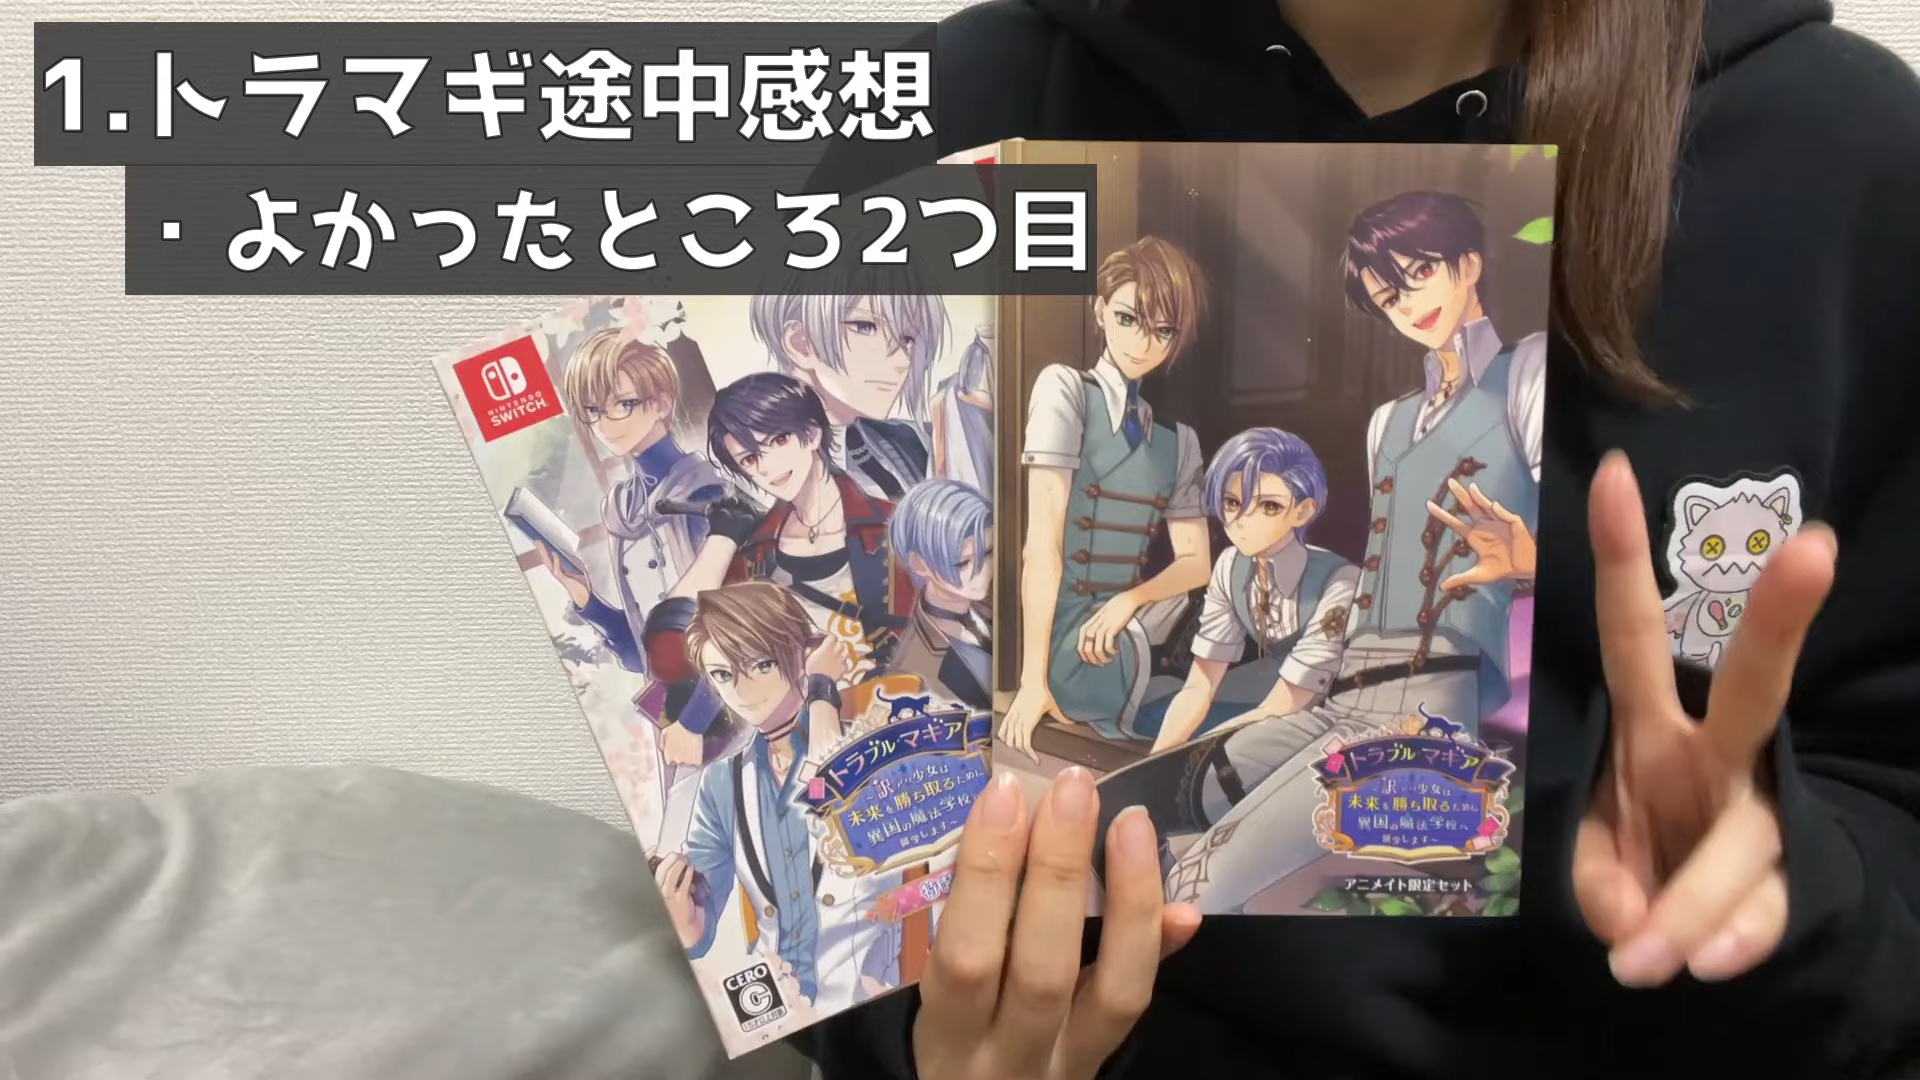 1.トラマギ途中感想
・よかったところ2つ目
NINTENDO
SWITCH
トラブル・マギア
～訳アリ少女は
未来を勝ち取るために
異国の魔法学校
留学します～
CERO
C
トラブル・マギア
～訳アリ少女は
未来を勝ち取るために
異国の魔法学校へ
留学します～
アニメイト限定セット